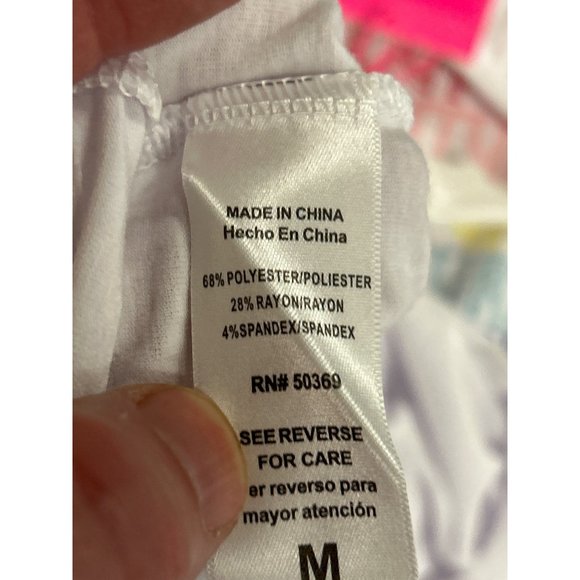 MADE IN CHINA
Hecho En China
68% POLYESTER/POLIESTER
28% RAYON/RAYON
4%SPANDEX/SPANDEX
RN# 50369
SEE REVERSE
FOR CARE
er reverso para
mayor atención
M